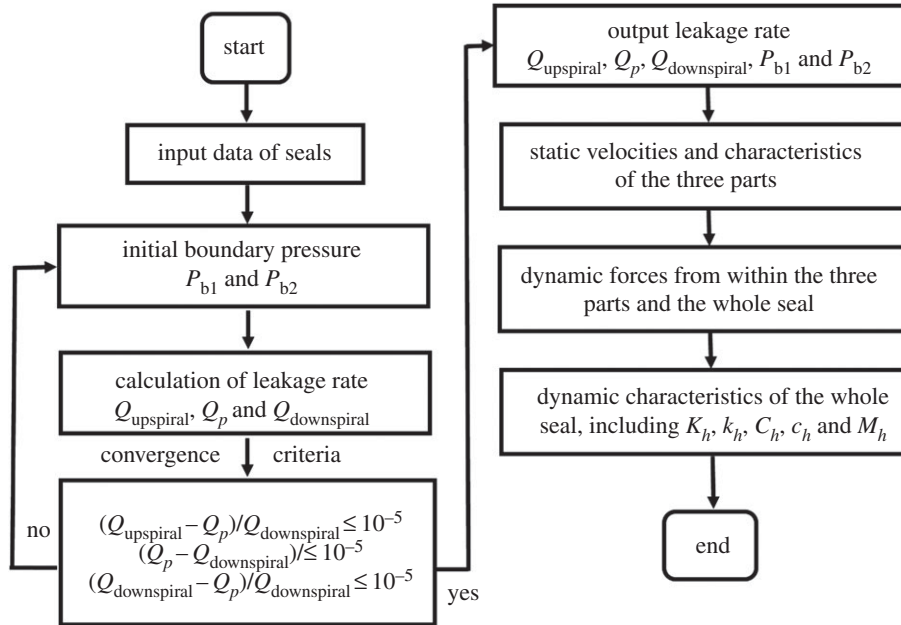 start
input data of seals
initial boundary pressure
P_b1 and P_b2
calculation of leakage rate
Q_upspiral, Q_p and Q_downspiral
convergence criteria
(Q_upspiral – Q_p)/Q_downspiral ≤ 10^–5
(Q_p – Q_downspiral)/≤ 10^–5
(Q_downspiral – Q_p)/Q_downspiral ≤ 10^–5
no
yes
output leakage rate
Q_upspiral, Q_p, Q_downspiral, P_b1 and P_b2
static velocities and characteristics
of the three parts
dynamic forces from within the three
parts and the whole seal
dynamic characteristics of the whole
seal, including K_h, k_h, C_h, c_h and M_h
end